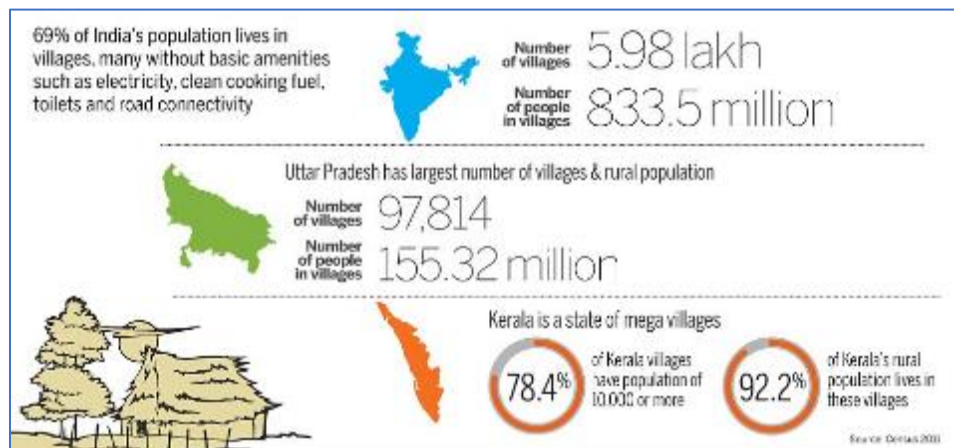 69% of India's population lives in
villages, many without basic amenities
such as electricity, clean cooking fuel,
toilets and road connectivity
Number
of villages
5.98 lakh
Number
of people
in villages
833.5 million
Uttar Pradesh has largest number of villages & rural population
Number
of villages
97,814
Number
of people
in villages
155.32 million
Kerala is a state of mega villages
78.4%
of Kerala villages
have population of
10,000 or more
92.2%
of Kerala's rural
population lives in
these villages
Source: Census 2011